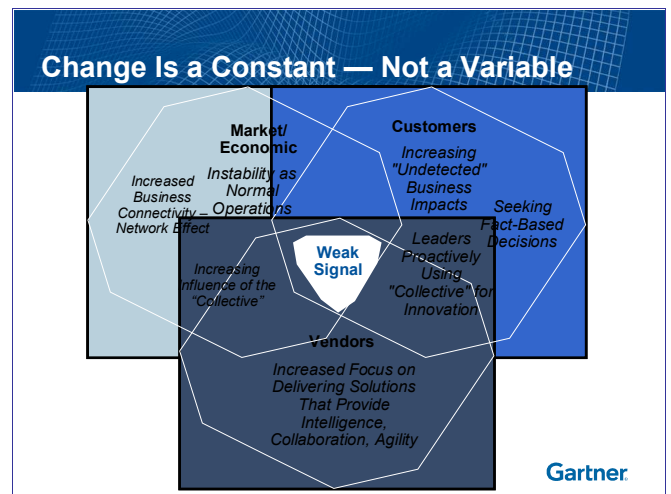 Change Is a Constant — Not a Variable
Market/
Economic
Instability as
Normal
Operations
Increased
Business
Connectivity –
Network Effect
Customers
Increasing
"Undetected"
Business
Impacts
Seeking
Fact-Based
Decisions
Increasing
Influence of the
“Collective”
Weak
Signal
Leaders
Proactively
Using
"Collective" for
Innovation
Vendors
Increased Focus on
Delivering Solutions
That Provide
Intelligence,
Collaboration, Agility
Gartner